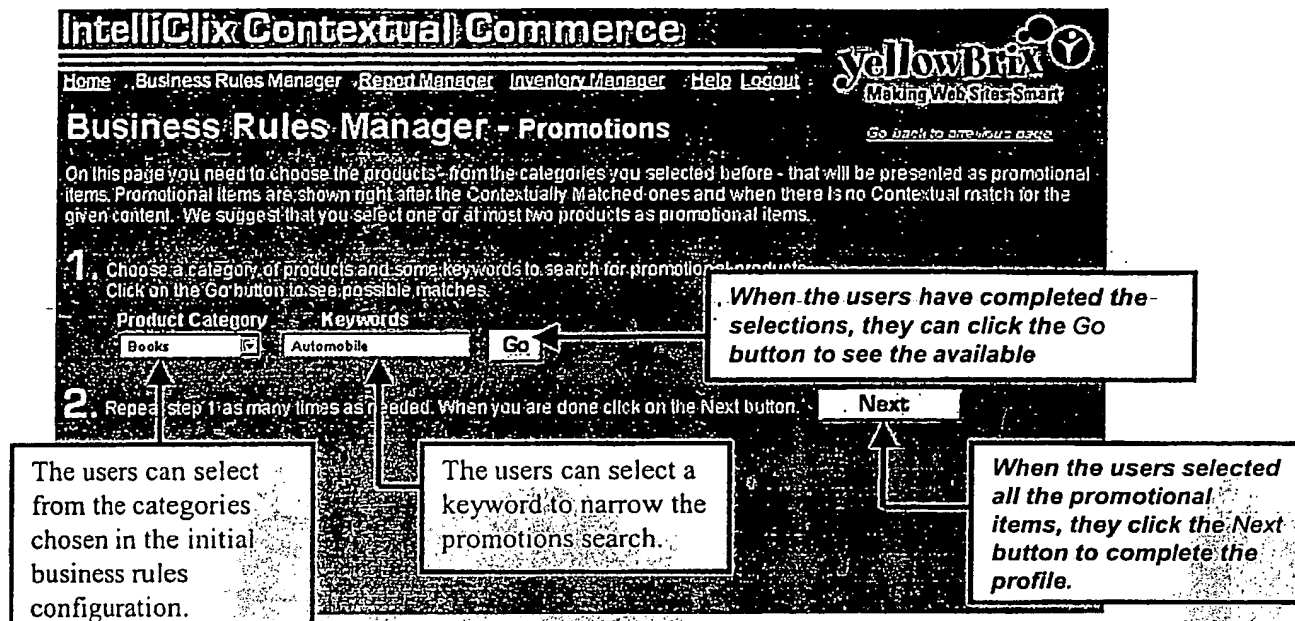 IntelliClix Contextual Commerce
yellowBrix
Making Web Sites Smart
Home Business Rules Manager Report Manager Inventory Manager Help Logout
Business Rules Manager - Promotions
Go back to previous page
On this page you need to choose the products - from the categories you selected before - that will be presented as promotional
items. Promotional items are shown right after the Contextually Matched ones and when there is no Contextual match for the
given content. We suggest that you select one or at most two products as promotional items.
1. Choose a category of products and some keywords to search for promotional products.
Click on the Go button to see possible matches.
Product Category Keywords
Books Automobile Go
When the users have completed the
selections, they can click the Go
button to see the available
2. Repeat step 1 as many times as needed. When you are done click on the Next button. Next
The users can select
from the categories
chosen in the initial
business rules
configuration.
The users can select a
keyword to narrow the
promotions search.
When the users selected
all the promotional
items, they click the Next
button to complete the
profile.